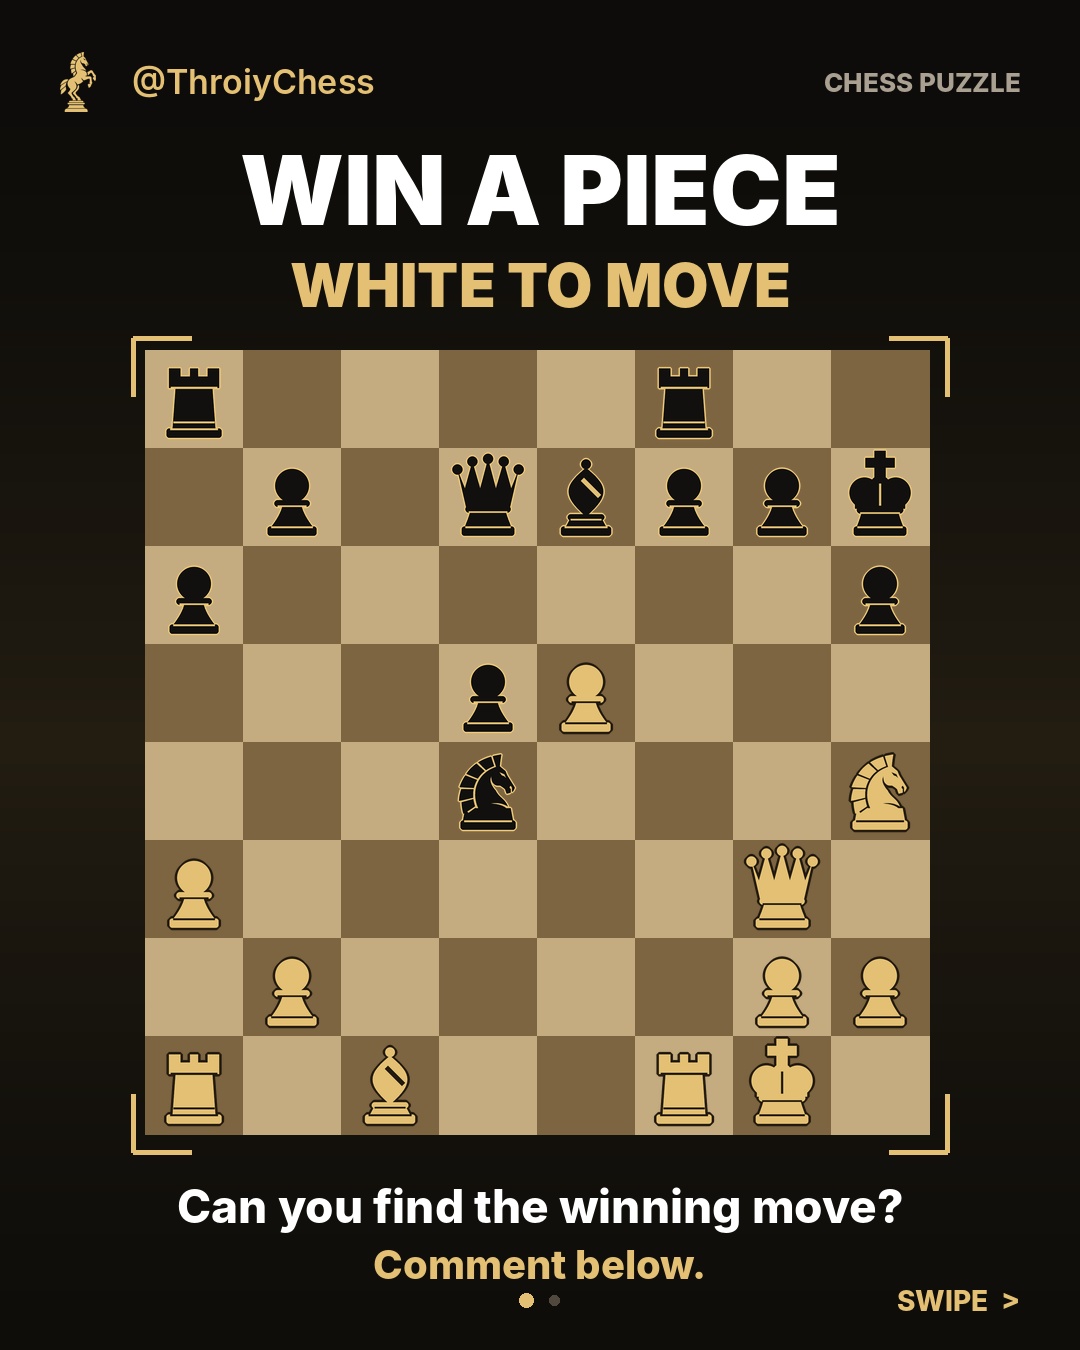 @ThroiyChess
CHESS PUZZLE
WIN A PIECE
WHITE TO MOVE
Can you find the winning move?
Comment below.
SWIPE >